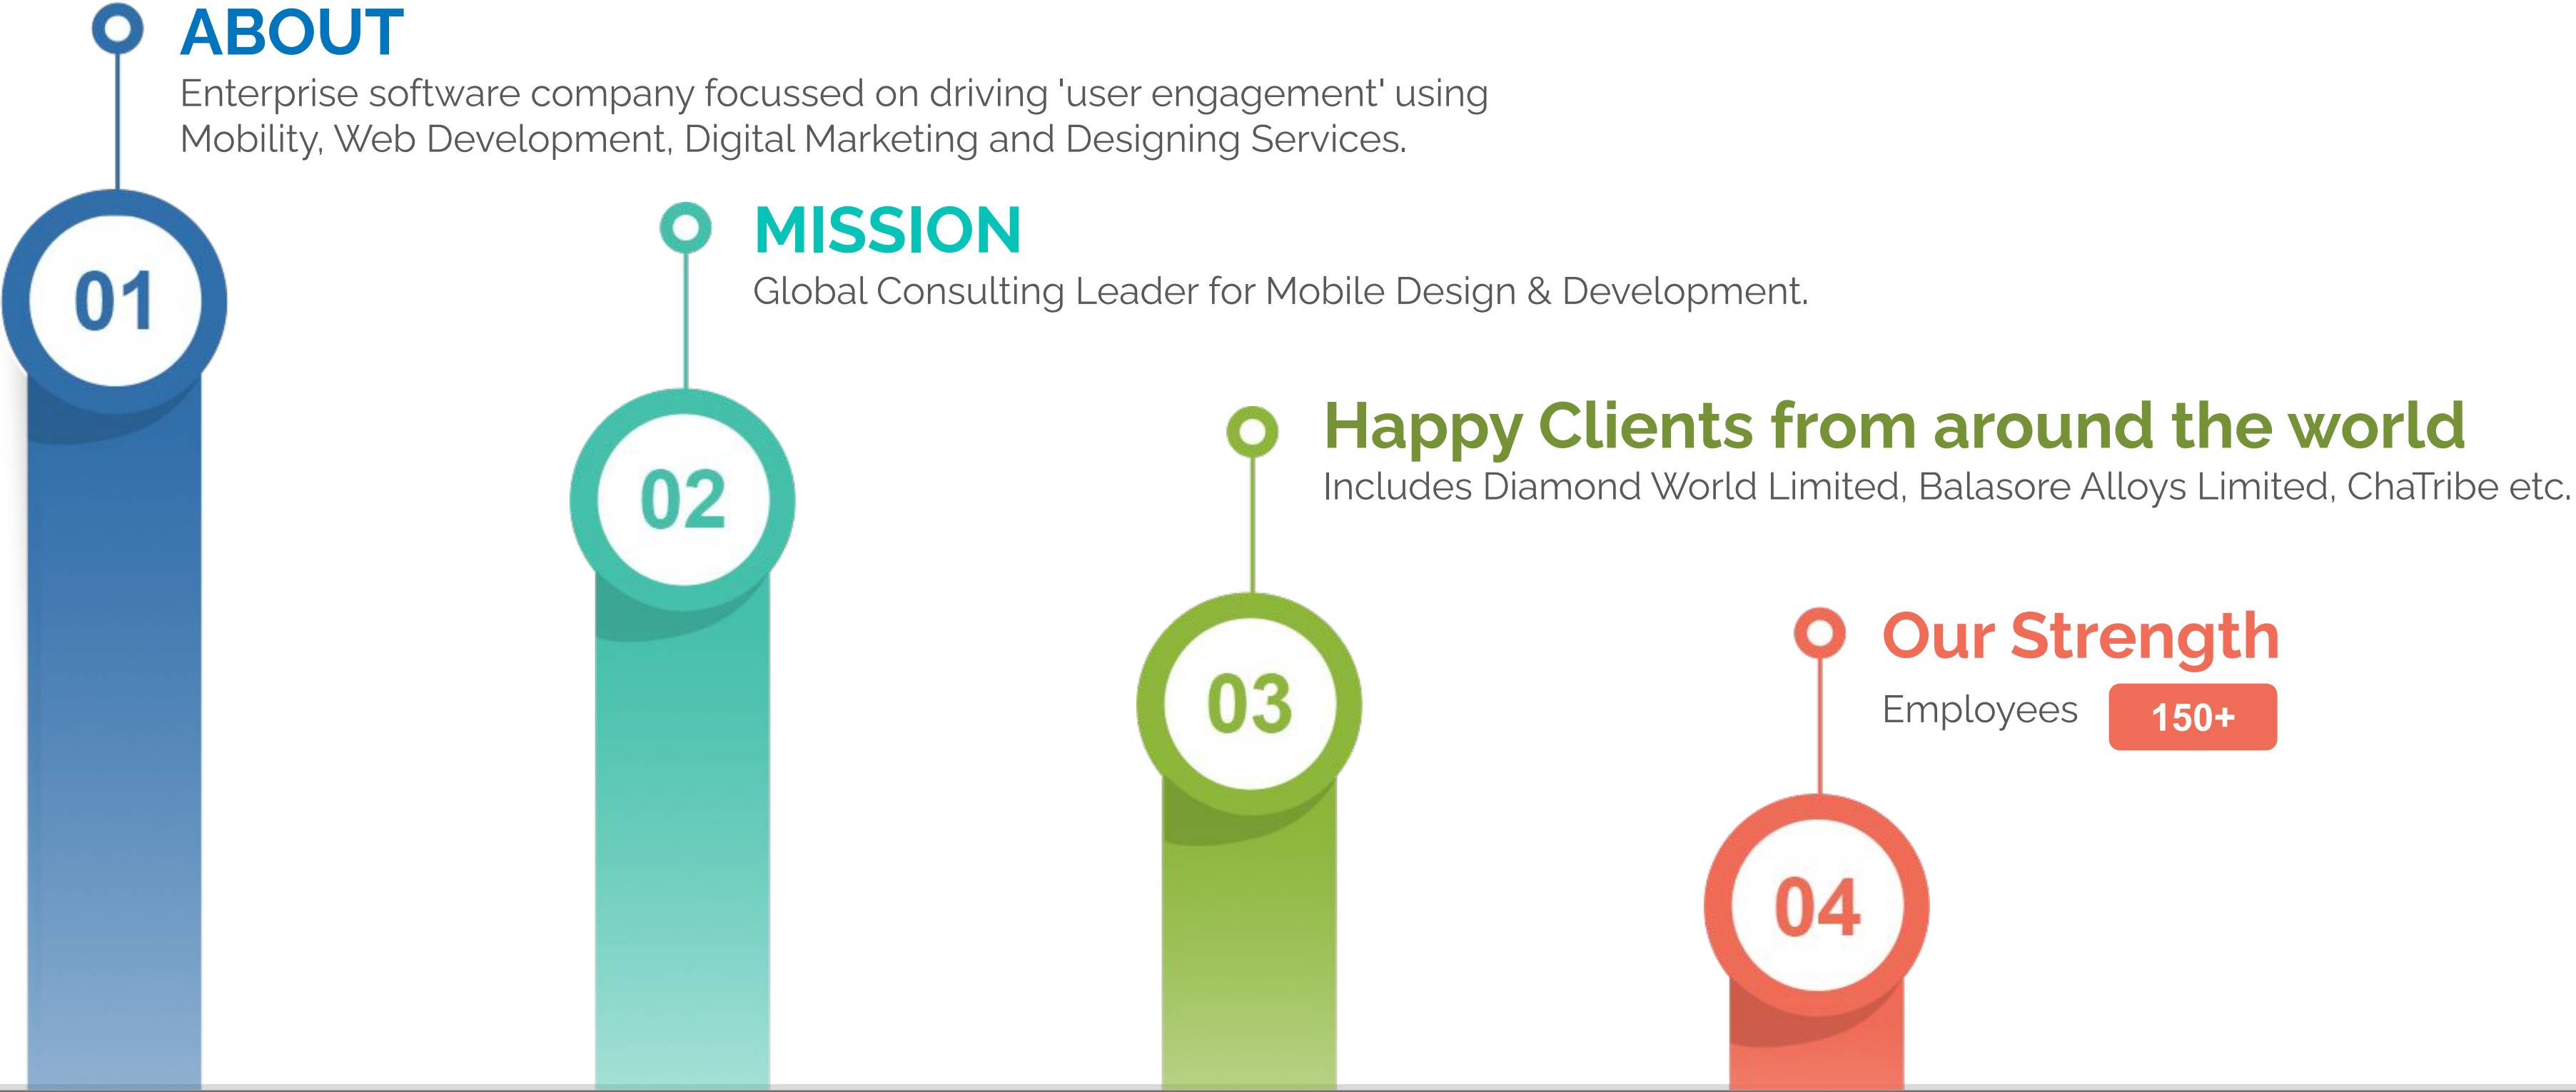 ABOUT
Enterprise software company focussed on driving 'user engagement' using
Mobility, Web Development, Digital Marketing and Designing Services.
01
MISSION
Global Consulting Leader for Mobile Design & Development.
02
Happy Clients from around the world
Includes Diamond World Limited, Balasore Alloys Limited, ChaTribe etc.
03
Our Strength
Employees 150+
04